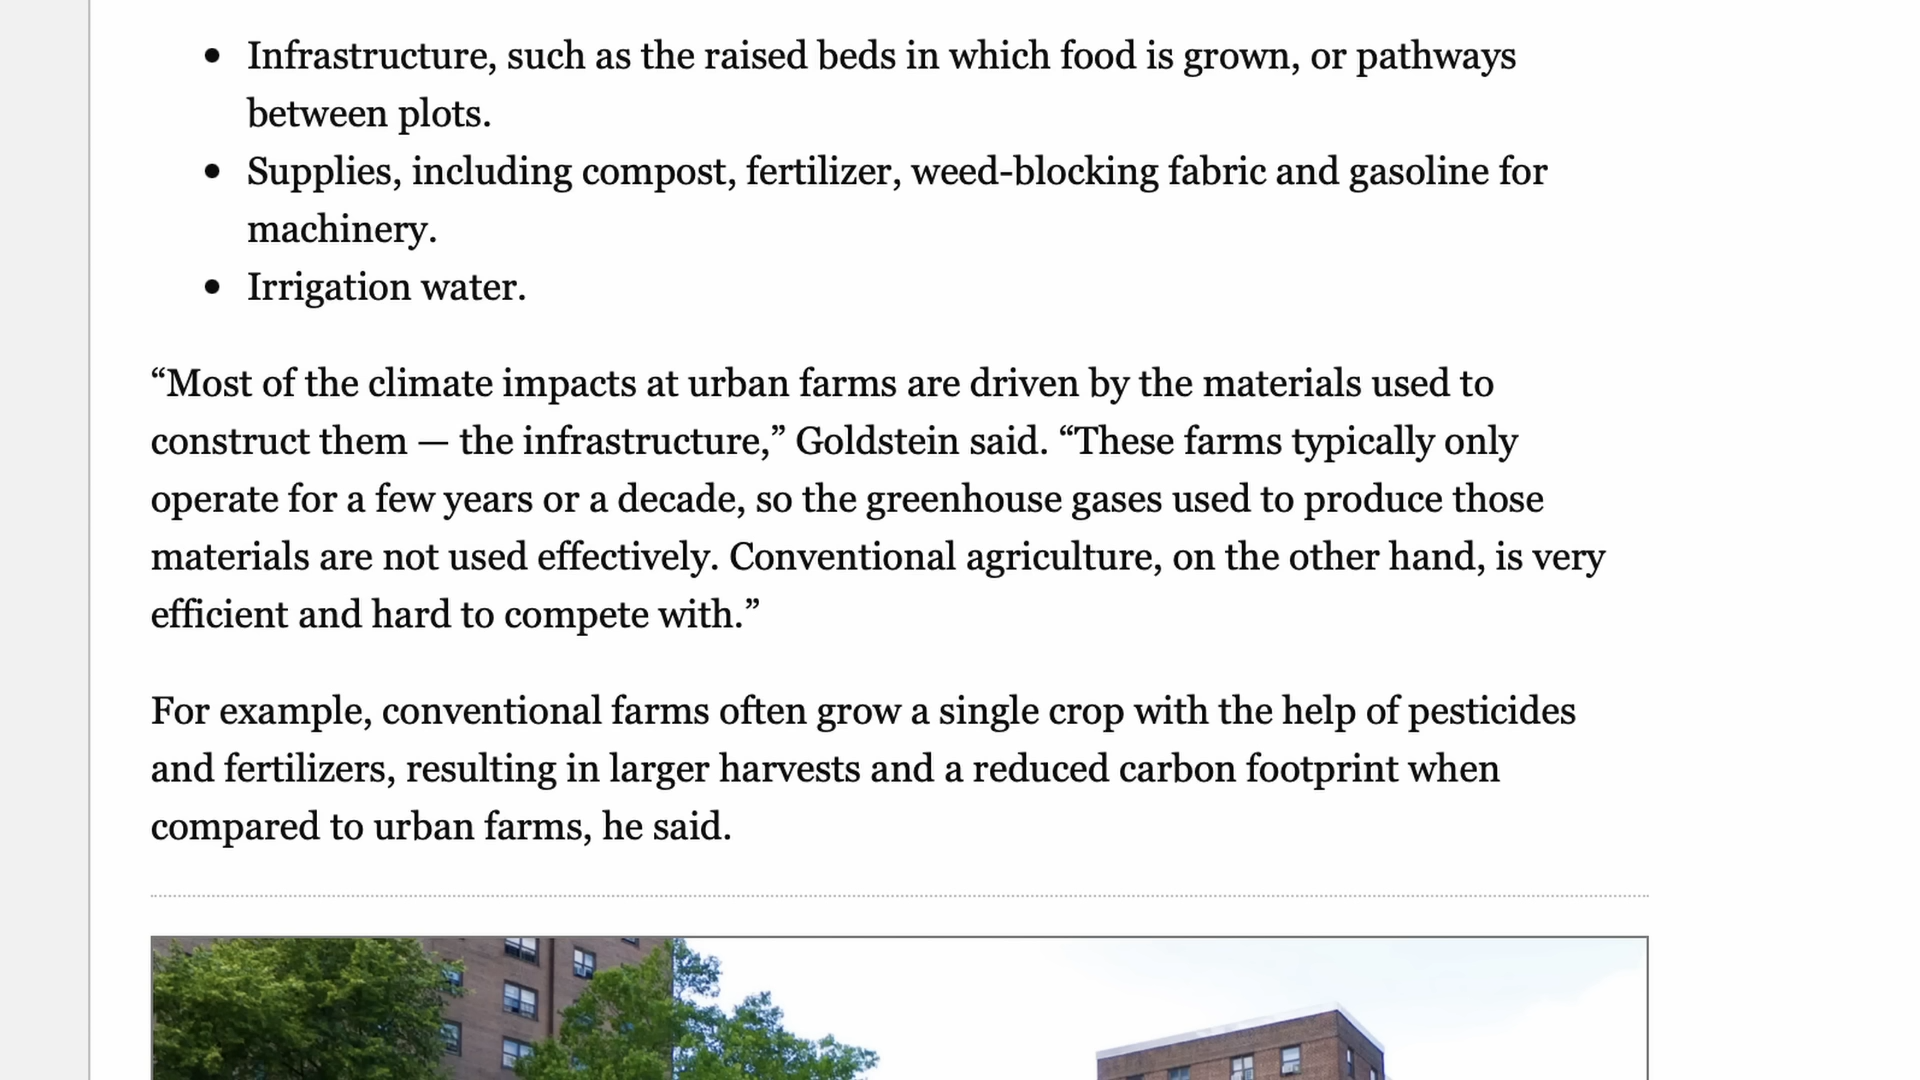 • Infrastructure, such as the raised beds in which food is grown, or pathways
between plots.
• Supplies, including compost, fertilizer, weed-blocking fabric and gasoline for
machinery.
• Irrigation water.
“Most of the climate impacts at urban farms are driven by the materials used to
construct them — the infrastructure,” Goldstein said. “These farms typically only
operate for a few years or a decade, so the greenhouse gases used to produce those
materials are not used effectively. Conventional agriculture, on the other hand, is very
efficient and hard to compete with.”
For example, conventional farms often grow a single crop with the help of pesticides
and fertilizers, resulting in larger harvests and a reduced carbon footprint when
compared to urban farms, he said.